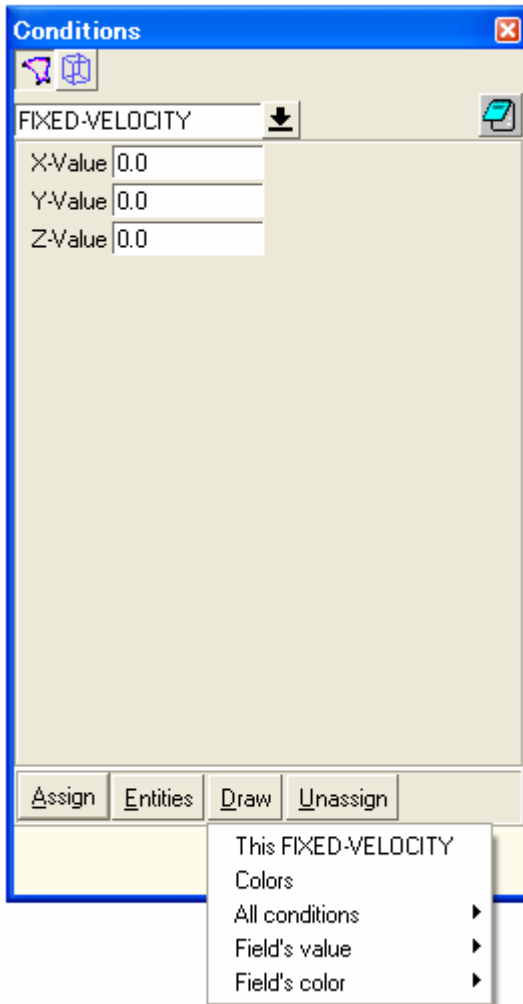 Conditions
FIXED-VELOCITY
X-Value 0.0
Y-Value 0.0
Z-Value 0.0
Assign Entities Draw Unassign
This FIXED-VELOCITY
Colors
All conditions
Field's value
Field's color